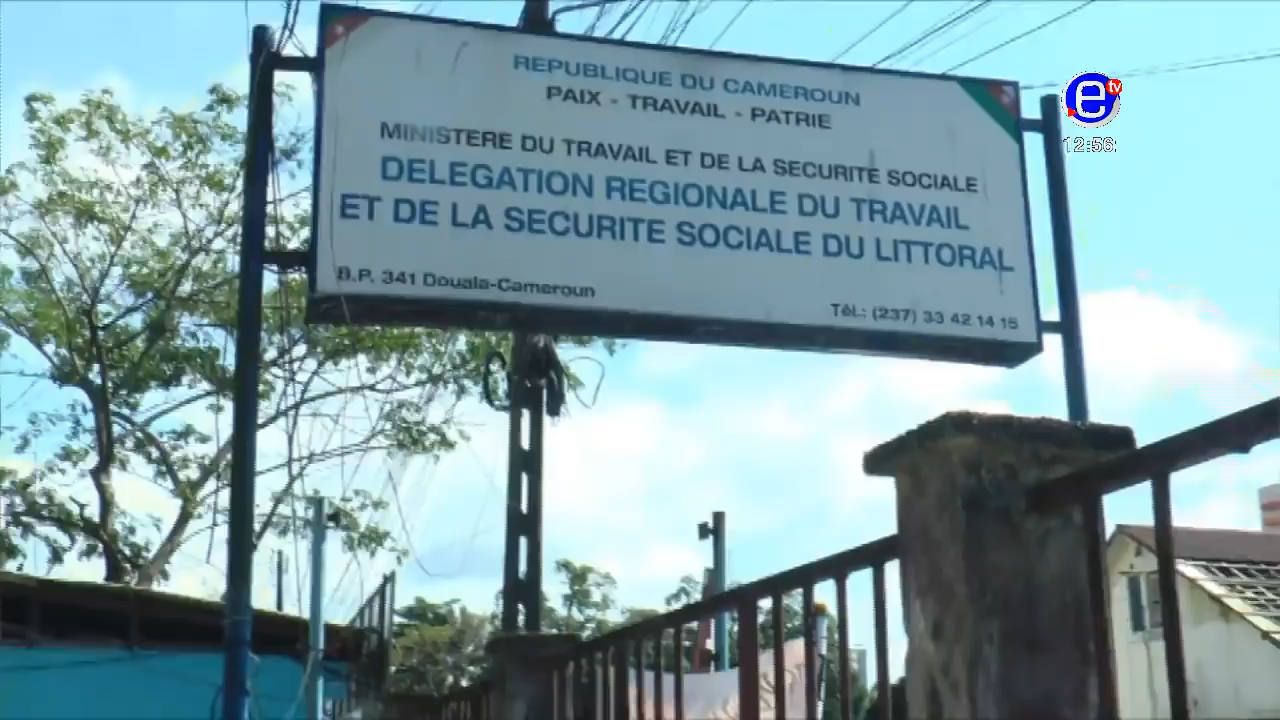 REPUBLIQUE DU CAMEROUN
PAIX - TRAVAIL - PATRIE
MINISTERE DU TRAVAIL ET DE LA SECURITE SOCIALE
DELEGATION REGIONALE DU TRAVAIL
ET DE LA SECURITE SOCIALE DU LITTORAL
B.P. 341 Douala-Cameroun
Tél.: (237) 33 42 14 15
e tv
12:56